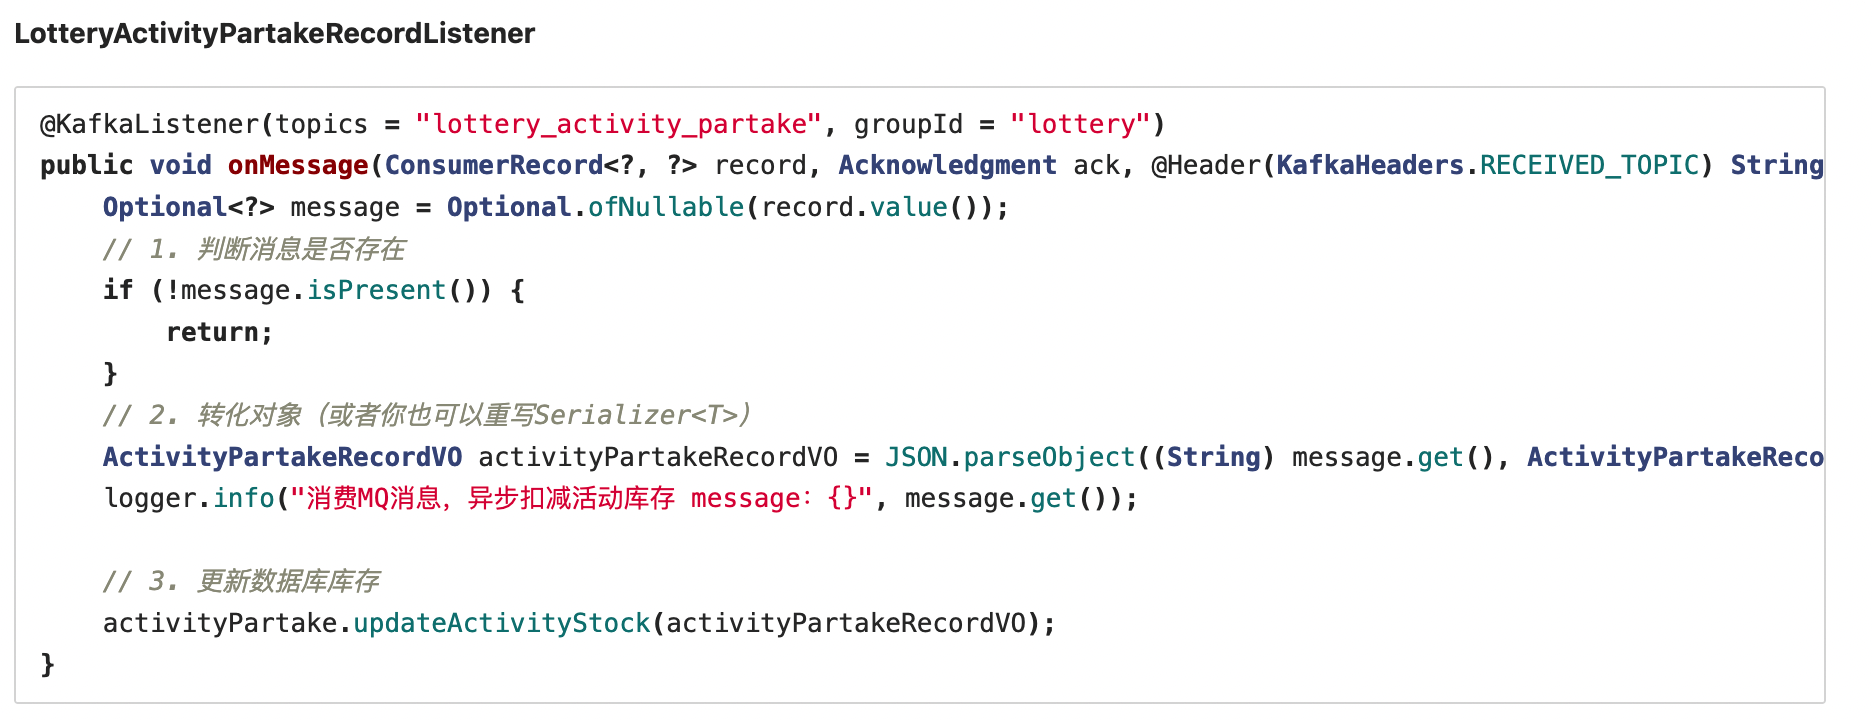 LotteryActivityPartakeRecordListener
@KafkaListener(topics = "lottery_activity_partake", groupId = "lottery")
public void onMessage(ConsumerRecord<?, ?> record, Acknowledgment ack, @Header(KafkaHeaders.RECEIVED_TOPIC) String
    Optional<?> message = Optional.ofNullable(record.value());
    // 1. 判断消息是否存在
    if (!message.isPresent()) {
        return;
    }
    // 2. 转化对象（或者你也可以重写Serializer<T>）
    ActivityPartakeRecordVO activityPartakeRecordVO = JSON.parseObject((String) message.get(), ActivityPartakeReco
    logger.info("消费MQ消息，异步扣减活动库存 message：{}", message.get());
    // 3. 更新数据库库存
    activityPartake.updateActivityStock(activityPartakeRecordVO);
}